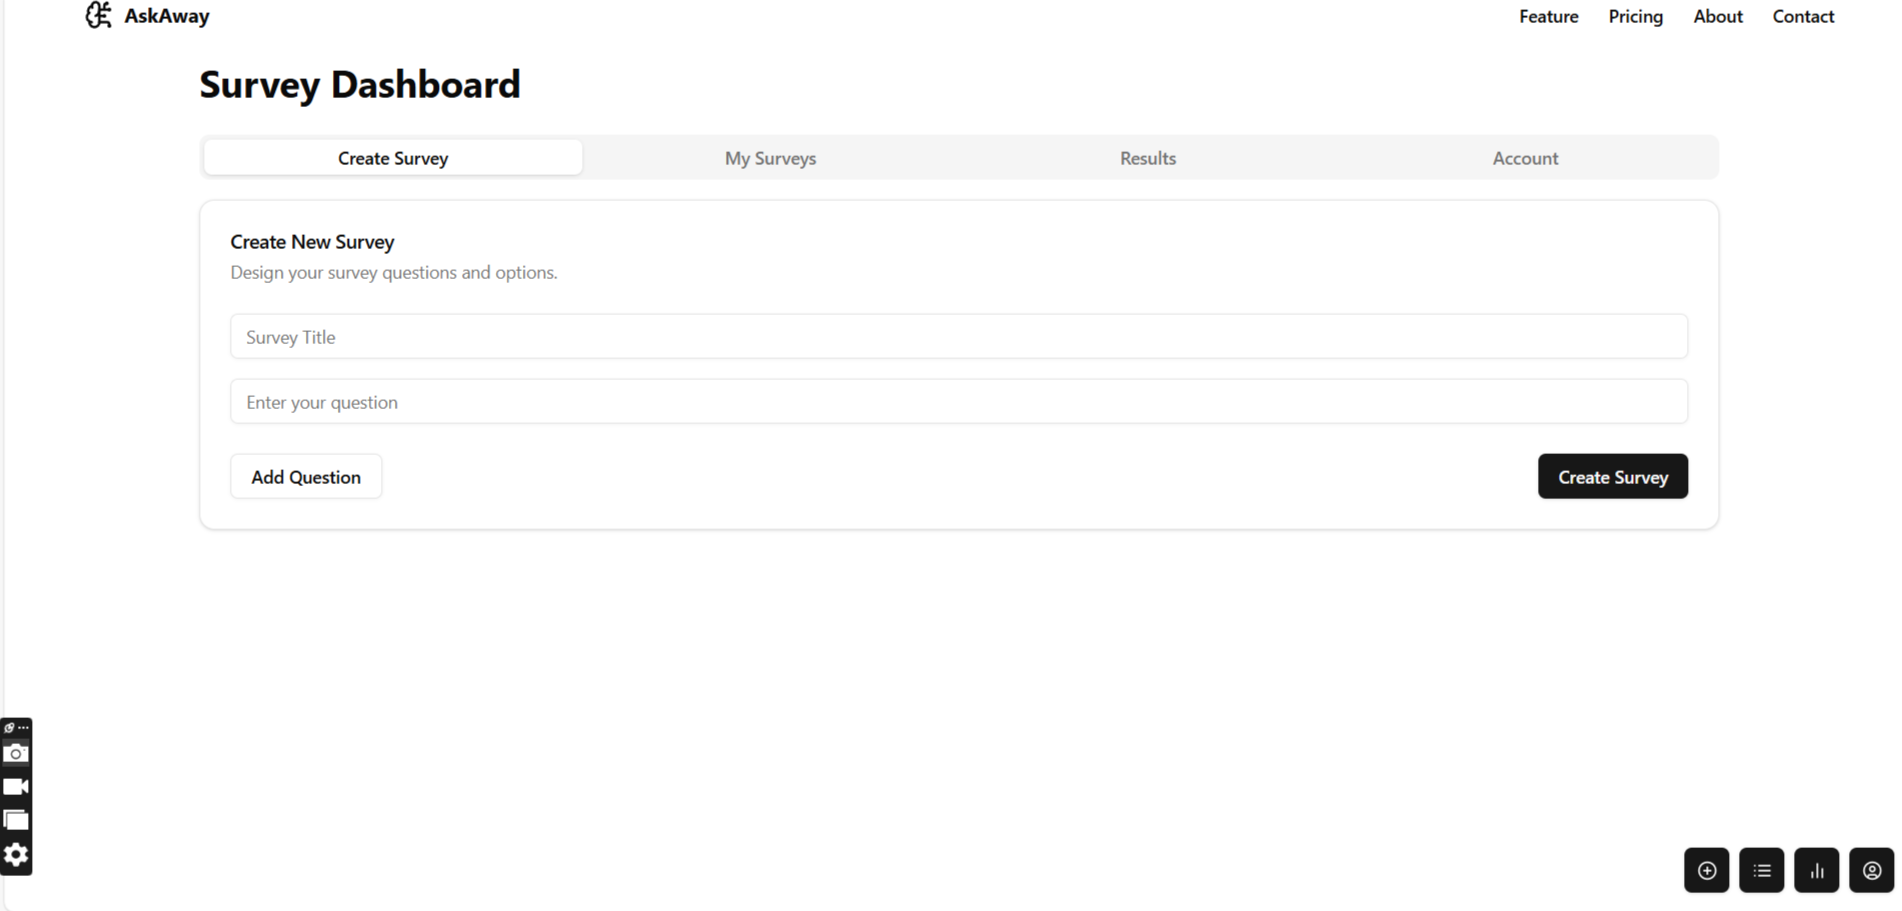 AskAway
Feature Pricing About Contact
Survey Dashboard
Create Survey My Surveys Results Account
Create New Survey
Design your survey questions and options.
Survey Title
Enter your question
Add Question Create Survey